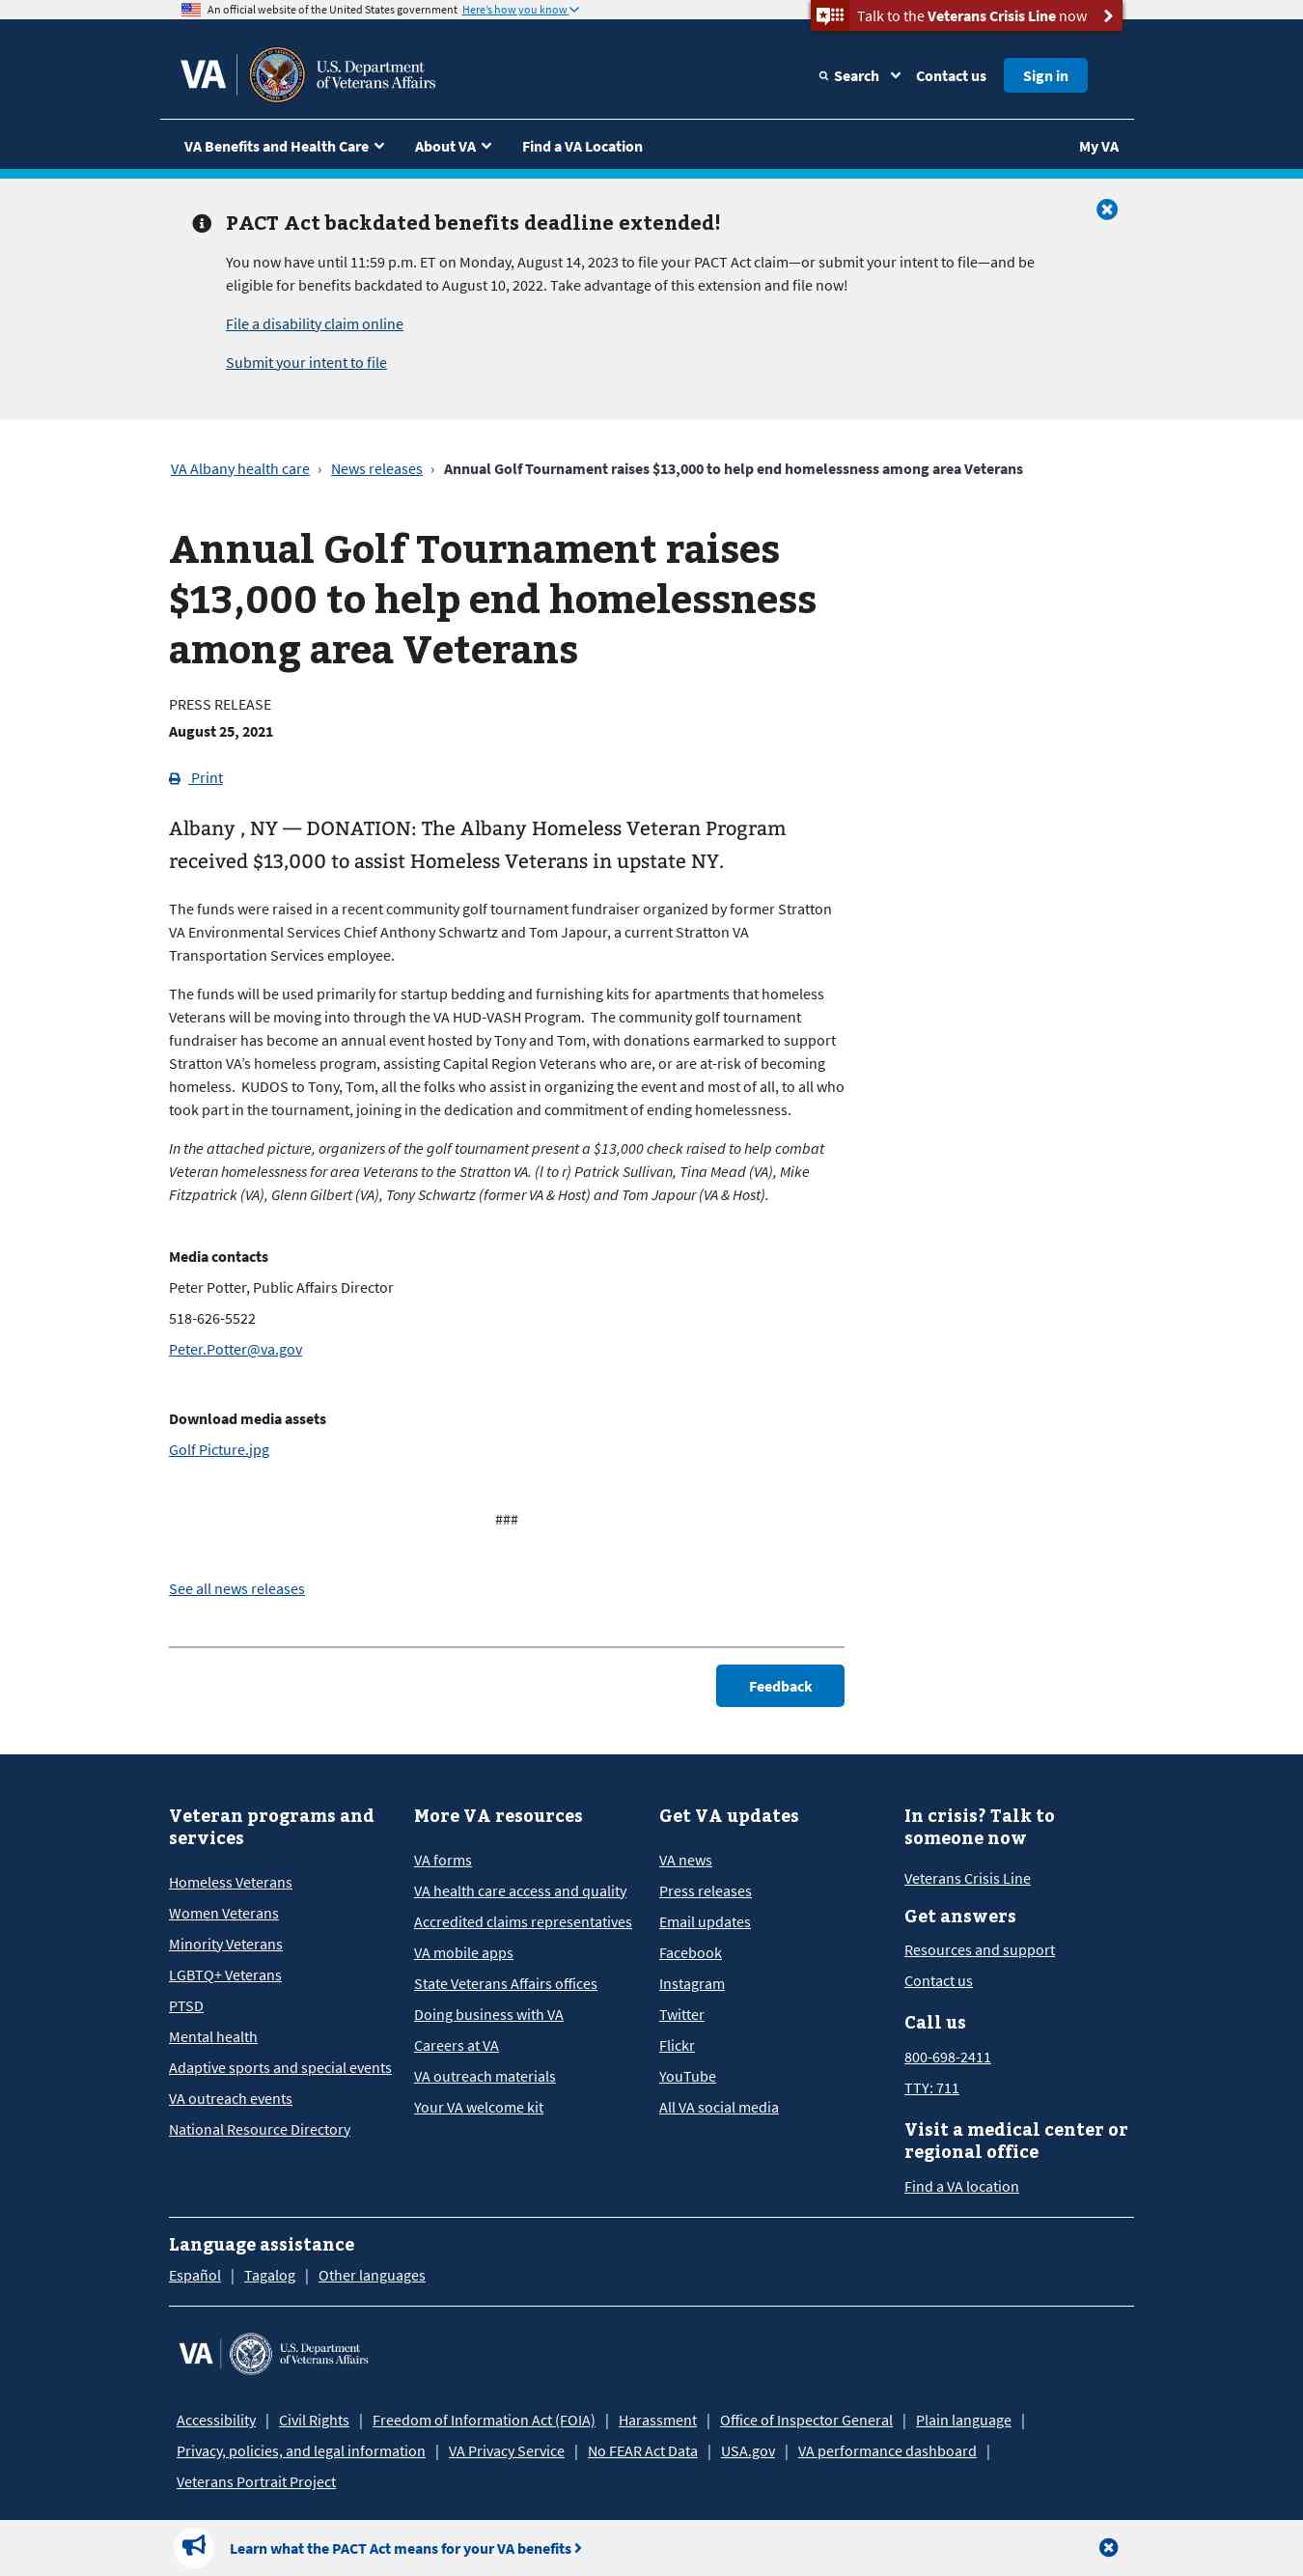 An official website of the United States government Here's how you know
Talk to the Veterans Crisis Line now
VA U.S. Department
of Veterans Affairs
Search Contact us Sign in
VA Benefits and Health Care About VA Find a VA Location My VA
PACT Act backdated benefits deadline extended!
You now have until 11:59 p.m. ET on Monday, August 14, 2023 to file your PACT Act claim—or submit your intent to file—and be
eligible for benefits backdated to August 10, 2022. Take advantage of this extension and file now!
File a disability claim online
Submit your intent to file
VA Albany health care › News releases › Annual Golf Tournament raises $13,000 to help end homelessness among area Veterans
Annual Golf Tournament raises
$13,000 to help end homelessness
among area Veterans
PRESS RELEASE
August 25, 2021
Print
Albany , NY — DONATION: The Albany Homeless Veteran Program
received $13,000 to assist Homeless Veterans in upstate NY.
The funds were raised in a recent community golf tournament fundraiser organized by former Stratton
VA Environmental Services Chief Anthony Schwartz and Tom Japour, a current Stratton VA
Transportation Services employee.
The funds will be used primarily for startup bedding and furnishing kits for apartments that homeless
Veterans will be moving into through the VA HUD-VASH Program.  The community golf tournament
fundraiser has become an annual event hosted by Tony and Tom, with donations earmarked to support
Stratton VA’s homeless program, assisting Capital Region Veterans who are, or are at-risk of becoming
homeless.  KUDOS to Tony, Tom, all the folks who assist in organizing the event and most of all, to all who
took part in the tournament, joining in the dedication and commitment of ending homelessness.
In the attached picture, organizers of the golf tournament present a $13,000 check raised to help combat
Veteran homelessness for area Veterans to the Stratton VA. (l to r) Patrick Sullivan, Tina Mead (VA), Mike
Fitzpatrick (VA), Glenn Gilbert (VA), Tony Schwartz (former VA & Host) and Tom Japour (VA & Host).
Media contacts
Peter Potter, Public Affairs Director
518-626-5522
Peter.Potter@va.gov
Download media assets
Golf Picture.jpg
###
See all news releases
Feedback
Veteran programs and
services
Homeless Veterans
Women Veterans
Minority Veterans
LGBTQ+ Veterans
PTSD
Mental health
Adaptive sports and special events
VA outreach events
National Resource Directory
More VA resources
VA forms
VA health care access and quality
Accredited claims representatives
VA mobile apps
State Veterans Affairs offices
Doing business with VA
Careers at VA
VA outreach materials
Your VA welcome kit
Get VA updates
VA news
Press releases
Email updates
Facebook
Instagram
Twitter
Flickr
YouTube
All VA social media
In crisis? Talk to
someone now
Veterans Crisis Line
Get answers
Resources and support
Contact us
Call us
800-698-2411
TTY: 711
Visit a medical center or
regional office
Find a VA location
Language assistance
Español | Tagalog | Other languages
VA U.S. Department
of Veterans Affairs
Accessibility | Civil Rights | Freedom of Information Act (FOIA) | Harassment | Office of Inspector General | Plain language |
Privacy, policies, and legal information | VA Privacy Service | No FEAR Act Data | USA.gov | VA performance dashboard |
Veterans Portrait Project
Learn what the PACT Act means for your VA benefits